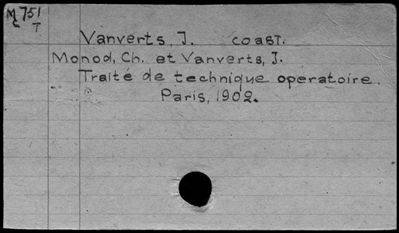 M751
T
Vanverts, J. coast.
Monod, Ch. et Vanverts, J.
Traité de technique operatoire.
Paris, 1902.